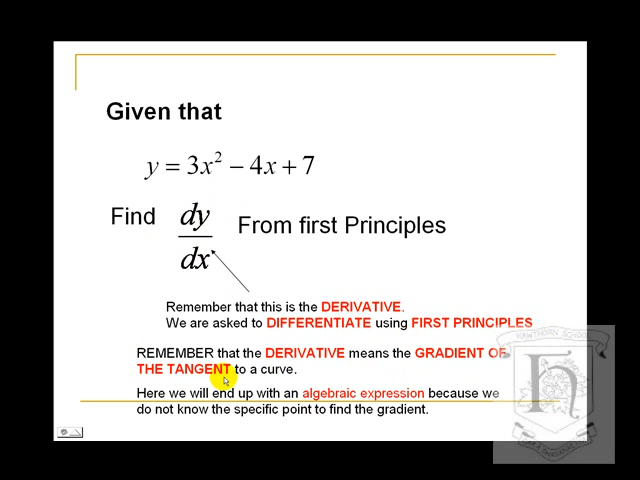 Given that
y = 3x² − 4x + 7
Find dy/dx From first Principles
Remember that this is the DERIVATIVE.
We are asked to DIFFERENTIATE using FIRST PRINCIPLES
REMEMBER that the DERIVATIVE means the GRADIENT OF
THE TANGENT to a curve.
Here we will end up with an algebraic expression because we
do not know the specific point to find the gradient.
HAWTHORN SCHOOL